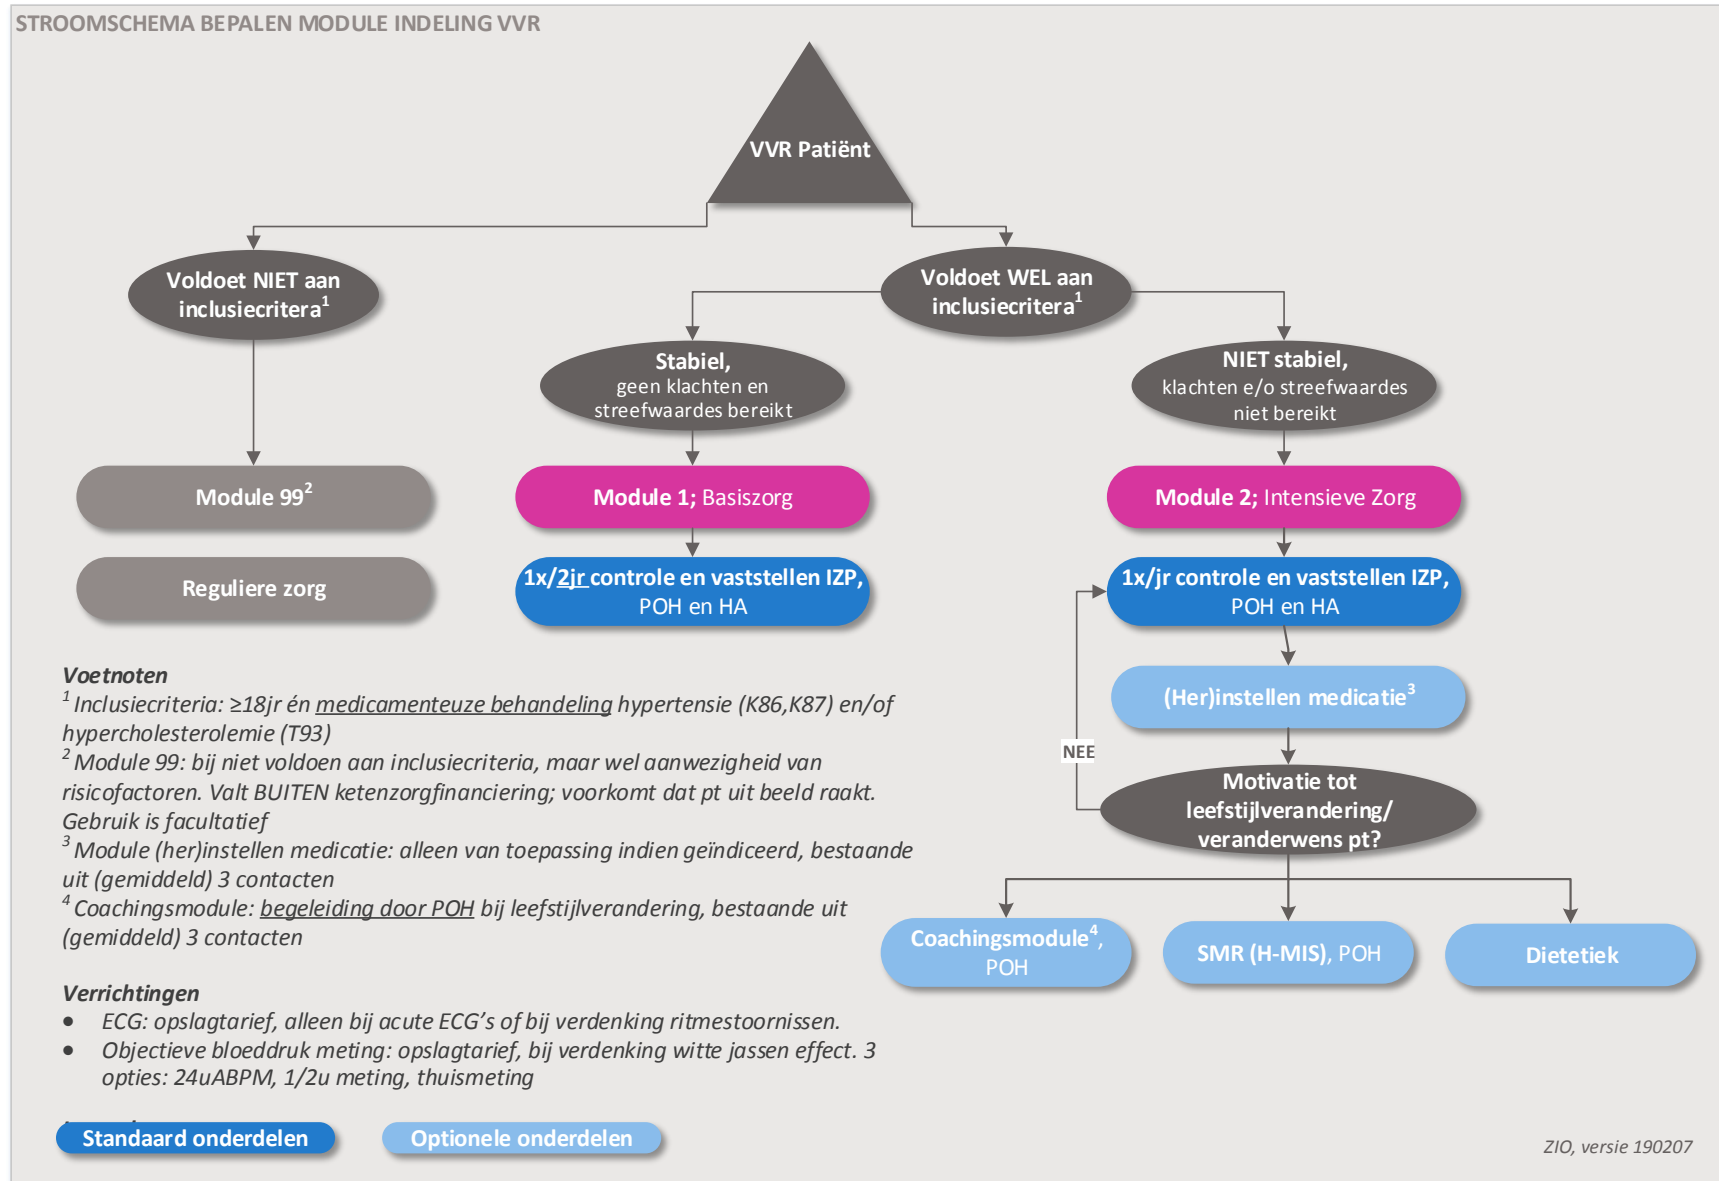 STROOMSCHEMA BEPALEN MODULE INDELING VVR
VVR Patiënt
Voldoet NIET aan
inclusiecritera1
Voldoet WEL aan
inclusiecritera1
Stabiel,
geen klachten en
streefwaardes bereikt
NIET stabiel,
klachten e/o streefwaardes
niet bereikt
Module 992
Module 1; Basiszorg
Module 2; Intensieve Zorg
Reguliere zorg
1x/2jr controle en vaststellen IZP,
POH en HA
1x/jr controle en vaststellen IZP,
POH en HA
(Her)instellen medicatie3
NEE
Motivatie tot
leefstijlverandering/
veranderwens pt?
Coachingsmodule4,
POH
SMR (H-MIS), POH
Dietetiek
Voetnoten
1 Inclusiecriteria: ≥18jr én medicamenteuze behandeling hypertensie (K86,K87) en/of
hypercholesterolemie (T93)
2 Module 99: bij niet voldoen aan inclusiecriteria, maar wel aanwezigheid van
risicofactoren. Valt BUITEN ketenzorgfinanciering; voorkomt dat pt uit beeld raakt.
Gebruik is facultatief
3 Module (her)instellen medicatie: alleen van toepassing indien geïndiceerd, bestaande
uit (gemiddeld) 3 contacten
4 Coachingsmodule: begeleiding door POH bij leefstijlverandering, bestaande uit
(gemiddeld) 3 contacten
Verrichtingen
• ECG: opslagtarief, alleen bij acute ECG's of bij verdenking ritmestoornissen.
• Objectieve bloeddruk meting: opslagtarief, bij verdenking witte jassen effect. 3
opties: 24uABPM, 1/2u meting, thuismeting
Standaard onderdelen
Optionele onderdelen
ZIO, versie 190207